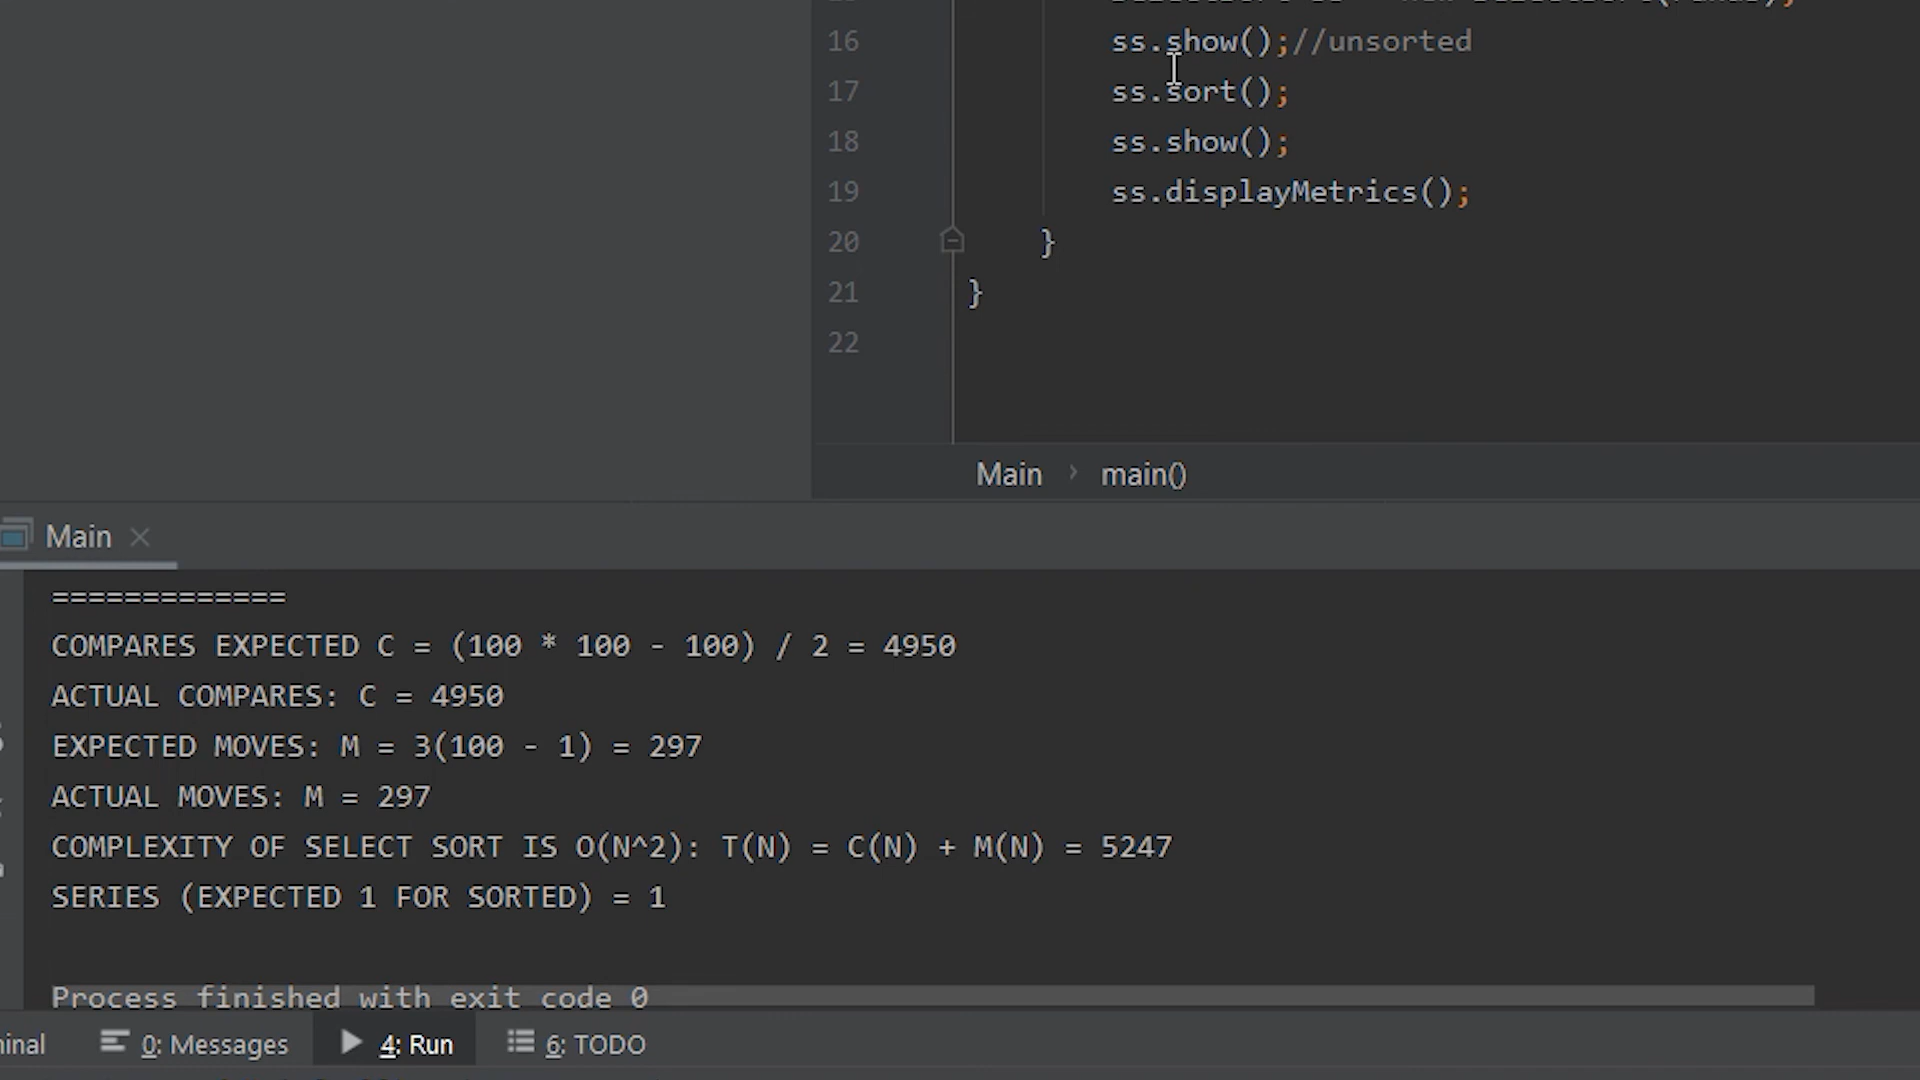 16 ss.show();//unsorted
17 ss.sort();
18 ss.show();
19 ss.displayMetrics();
20 }
21 }
22
Main › main()
Main
=============
COMPARES EXPECTED C = (100 * 100 - 100) / 2 = 4950
ACTUAL COMPARES: C = 4950
EXPECTED MOVES: M = 3(100 - 1) = 297
ACTUAL MOVES: M = 297
COMPLEXITY OF SELECT SORT IS O(N^2): T(N) = C(N) + M(N) = 5247
SERIES (EXPECTED 1 FOR SORTED) = 1
Process finished with exit code 0
0: Messages 4: Run 6: TODO